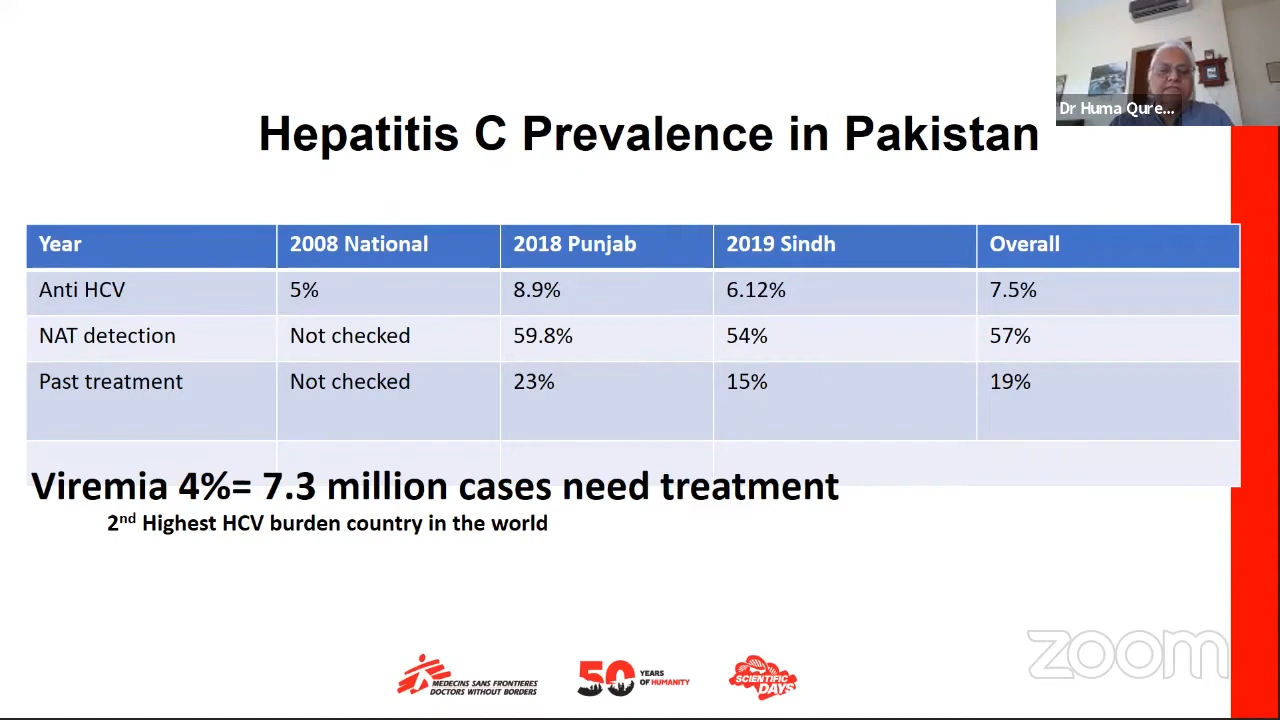 Dr Huma Qure...
Hepatitis C Prevalence in Pakistan
Year 2008 National 2018 Punjab 2019 Sindh Overall
Anti HCV 5% 8.9% 6.12% 7.5%
NAT detection Not checked 59.8% 54% 57%
Past treatment Not checked 23% 15% 19%
Viremia 4%= 7.3 million cases need treatment
2nd Highest HCV burden country in the world
MEDECINS SANS FRONTIERES
DOCTORS WITHOUT BORDERS
50 YEARS
OF HUMANITY
SCIENTIFIC
DAYS
zoom